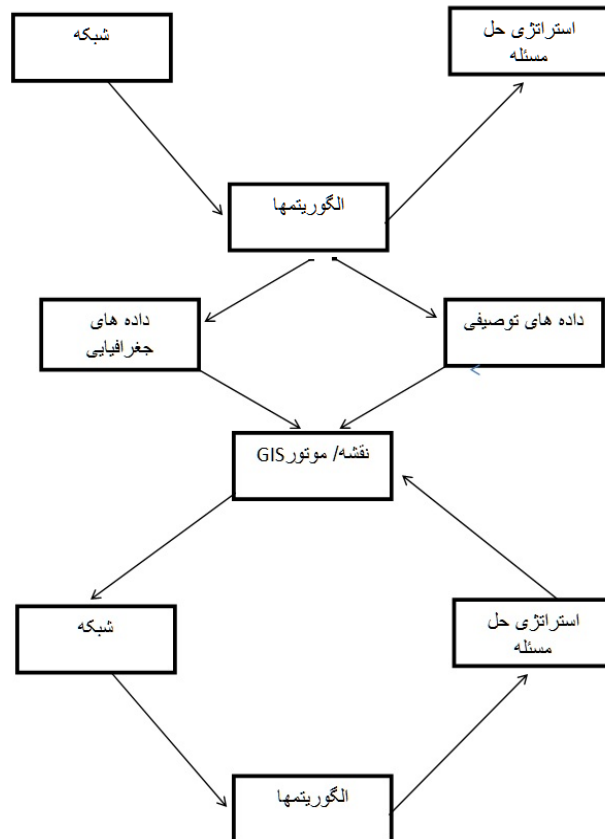 شبکه
استراتژی حل
مسئله
الگوریتمها
داده های
جغرافیایی
داده های توصیفی
نقشه/ موتورGIS
شبکه
استراتژی حل
مسئله
الگوریتمها